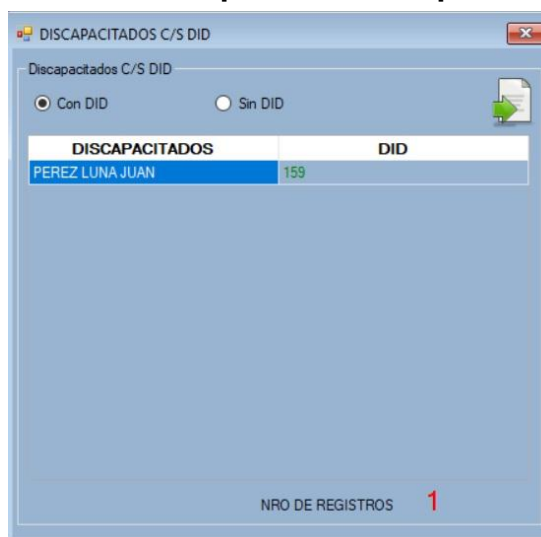 DISCAPACITADOS C/S DID
Discapacitados C/S DID
Con DID Sin DID
DISCAPACITADOS DID
PEREZ LUNA JUAN 159
NRO DE REGISTROS 1